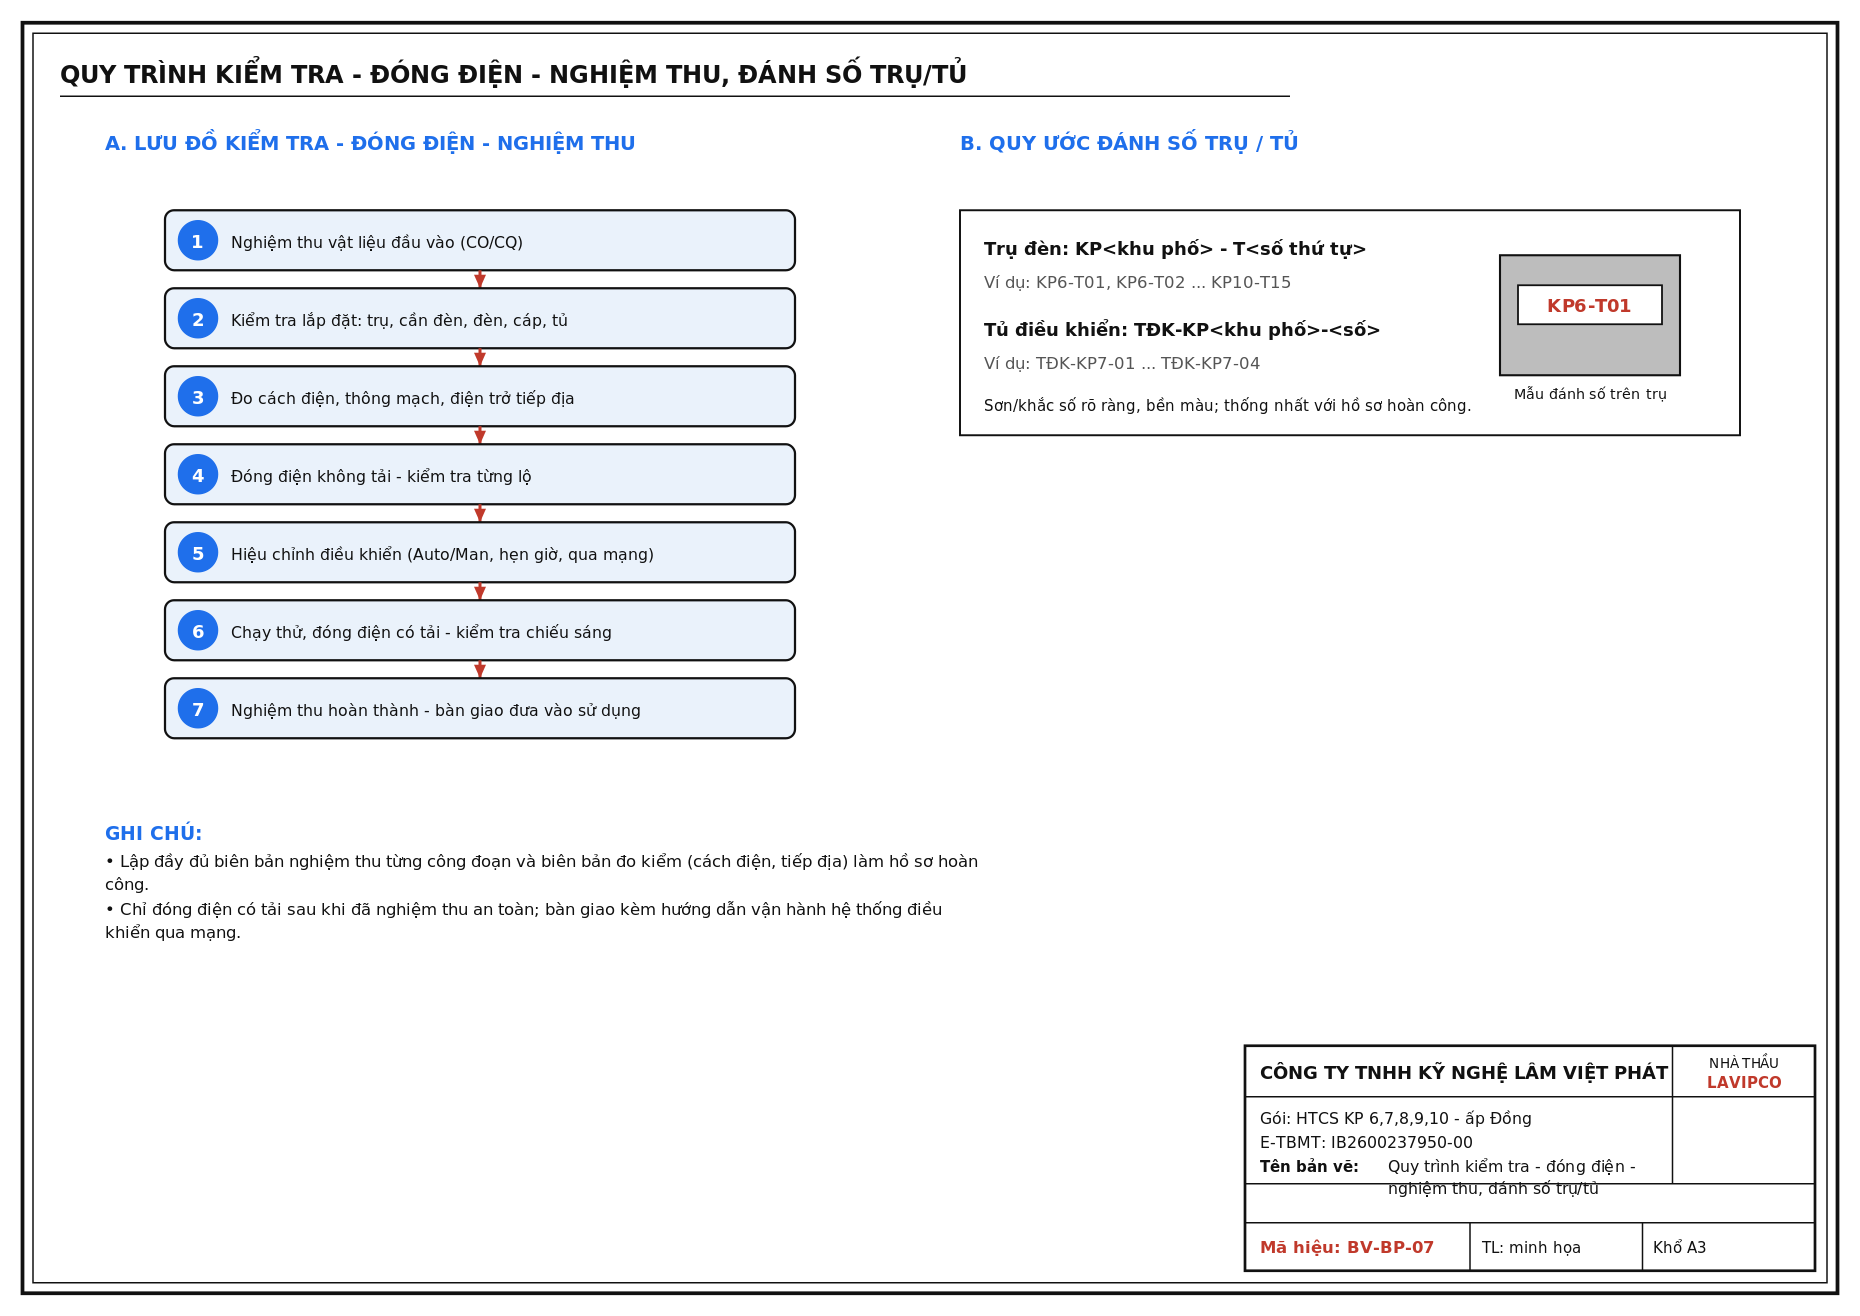 QUY TRÌNH KIỂM TRA - ĐÓNG ĐIỆN - NGHIỆM THU, ĐÁNH SỐ TRỤ/TỦ
A. LƯU ĐỒ KIỂM TRA - ĐÓNG ĐIỆN - NGHIỆM THU
1 Nghiệm thu vật liệu đầu vào (CO/CQ)
2 Kiểm tra lắp đặt: trụ, cần đèn, đèn, cáp, tủ
3 Đo cách điện, thông mạch, điện trở tiếp địa
4 Đóng điện không tải - kiểm tra từng lộ
5 Hiệu chỉnh điều khiển (Auto/Man, hẹn giờ, qua mạng)
6 Chạy thử, đóng điện có tải - kiểm tra chiếu sáng
7 Nghiệm thu hoàn thành - bàn giao đưa vào sử dụng
B. QUY ƯỚC ĐÁNH SỐ TRỤ / TỦ
Trụ đèn: KP<khu phố> - T<số thứ tự>
Ví dụ: KP6-T01, KP6-T02 ... KP10-T15
Tủ điều khiển: TĐK-KP<khu phố>-<số>
Ví dụ: TĐK-KP7-01 ... TĐK-KP7-04
Sơn/khắc số rõ ràng, bền màu; thống nhất với hồ sơ hoàn công.
KP6-T01
Mẫu đánh số trên trụ
GHI CHÚ:
• Lập đầy đủ biên bản nghiệm thu từng công đoạn và biên bản đo kiểm (cách điện, tiếp địa) làm hồ sơ hoàn
công.
• Chỉ đóng điện có tải sau khi đã nghiệm thu an toàn; bàn giao kèm hướng dẫn vận hành hệ thống điều
khiển qua mạng.
CÔNG TY TNHH KỸ NGHỆ LÂM VIỆT PHÁT
NHÀ THẦU
LAVIPCO
Gói: HTCS KP 6,7,8,9,10 - ấp Đồng
E-TBMT: IB2600237950-00
Tên bản vẽ: Quy trình kiểm tra - đóng điện -
nghiệm thu, đánh số trụ/tủ
Mã hiệu: BV-BP-07
TL: minh họa
Khổ A3